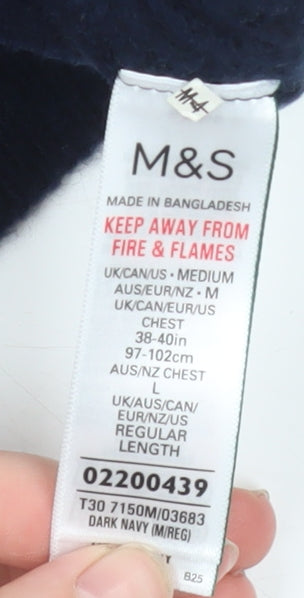 M&S
MADE IN BANGLADESH
KEEP AWAY FROM
FIRE & FLAMES
UK/CAN/US • MEDIUM
AUS/EUR/NZ • M
UK/CAN/EUR/US
CHEST
38-40in
97-102cm
AUS/NZ CHEST
L
UK/AUS/CAN/
EUR/NZ/US
REGULAR
LENGTH
02200439
T30 7150M/03683
DARK NAVY (M/REG)
B25